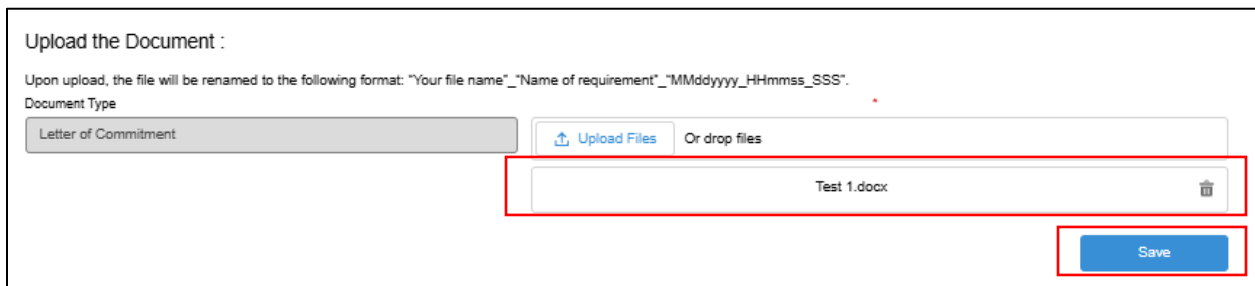 Upload the Document :
Upon upload, the file will be renamed to the following format: "Your file name"_"Name of requirement"_"MMddyyyy_HHmmss_SSS".
Document Type *
Letter of Commitment
Upload Files Or drop files
Test 1.docx
Save